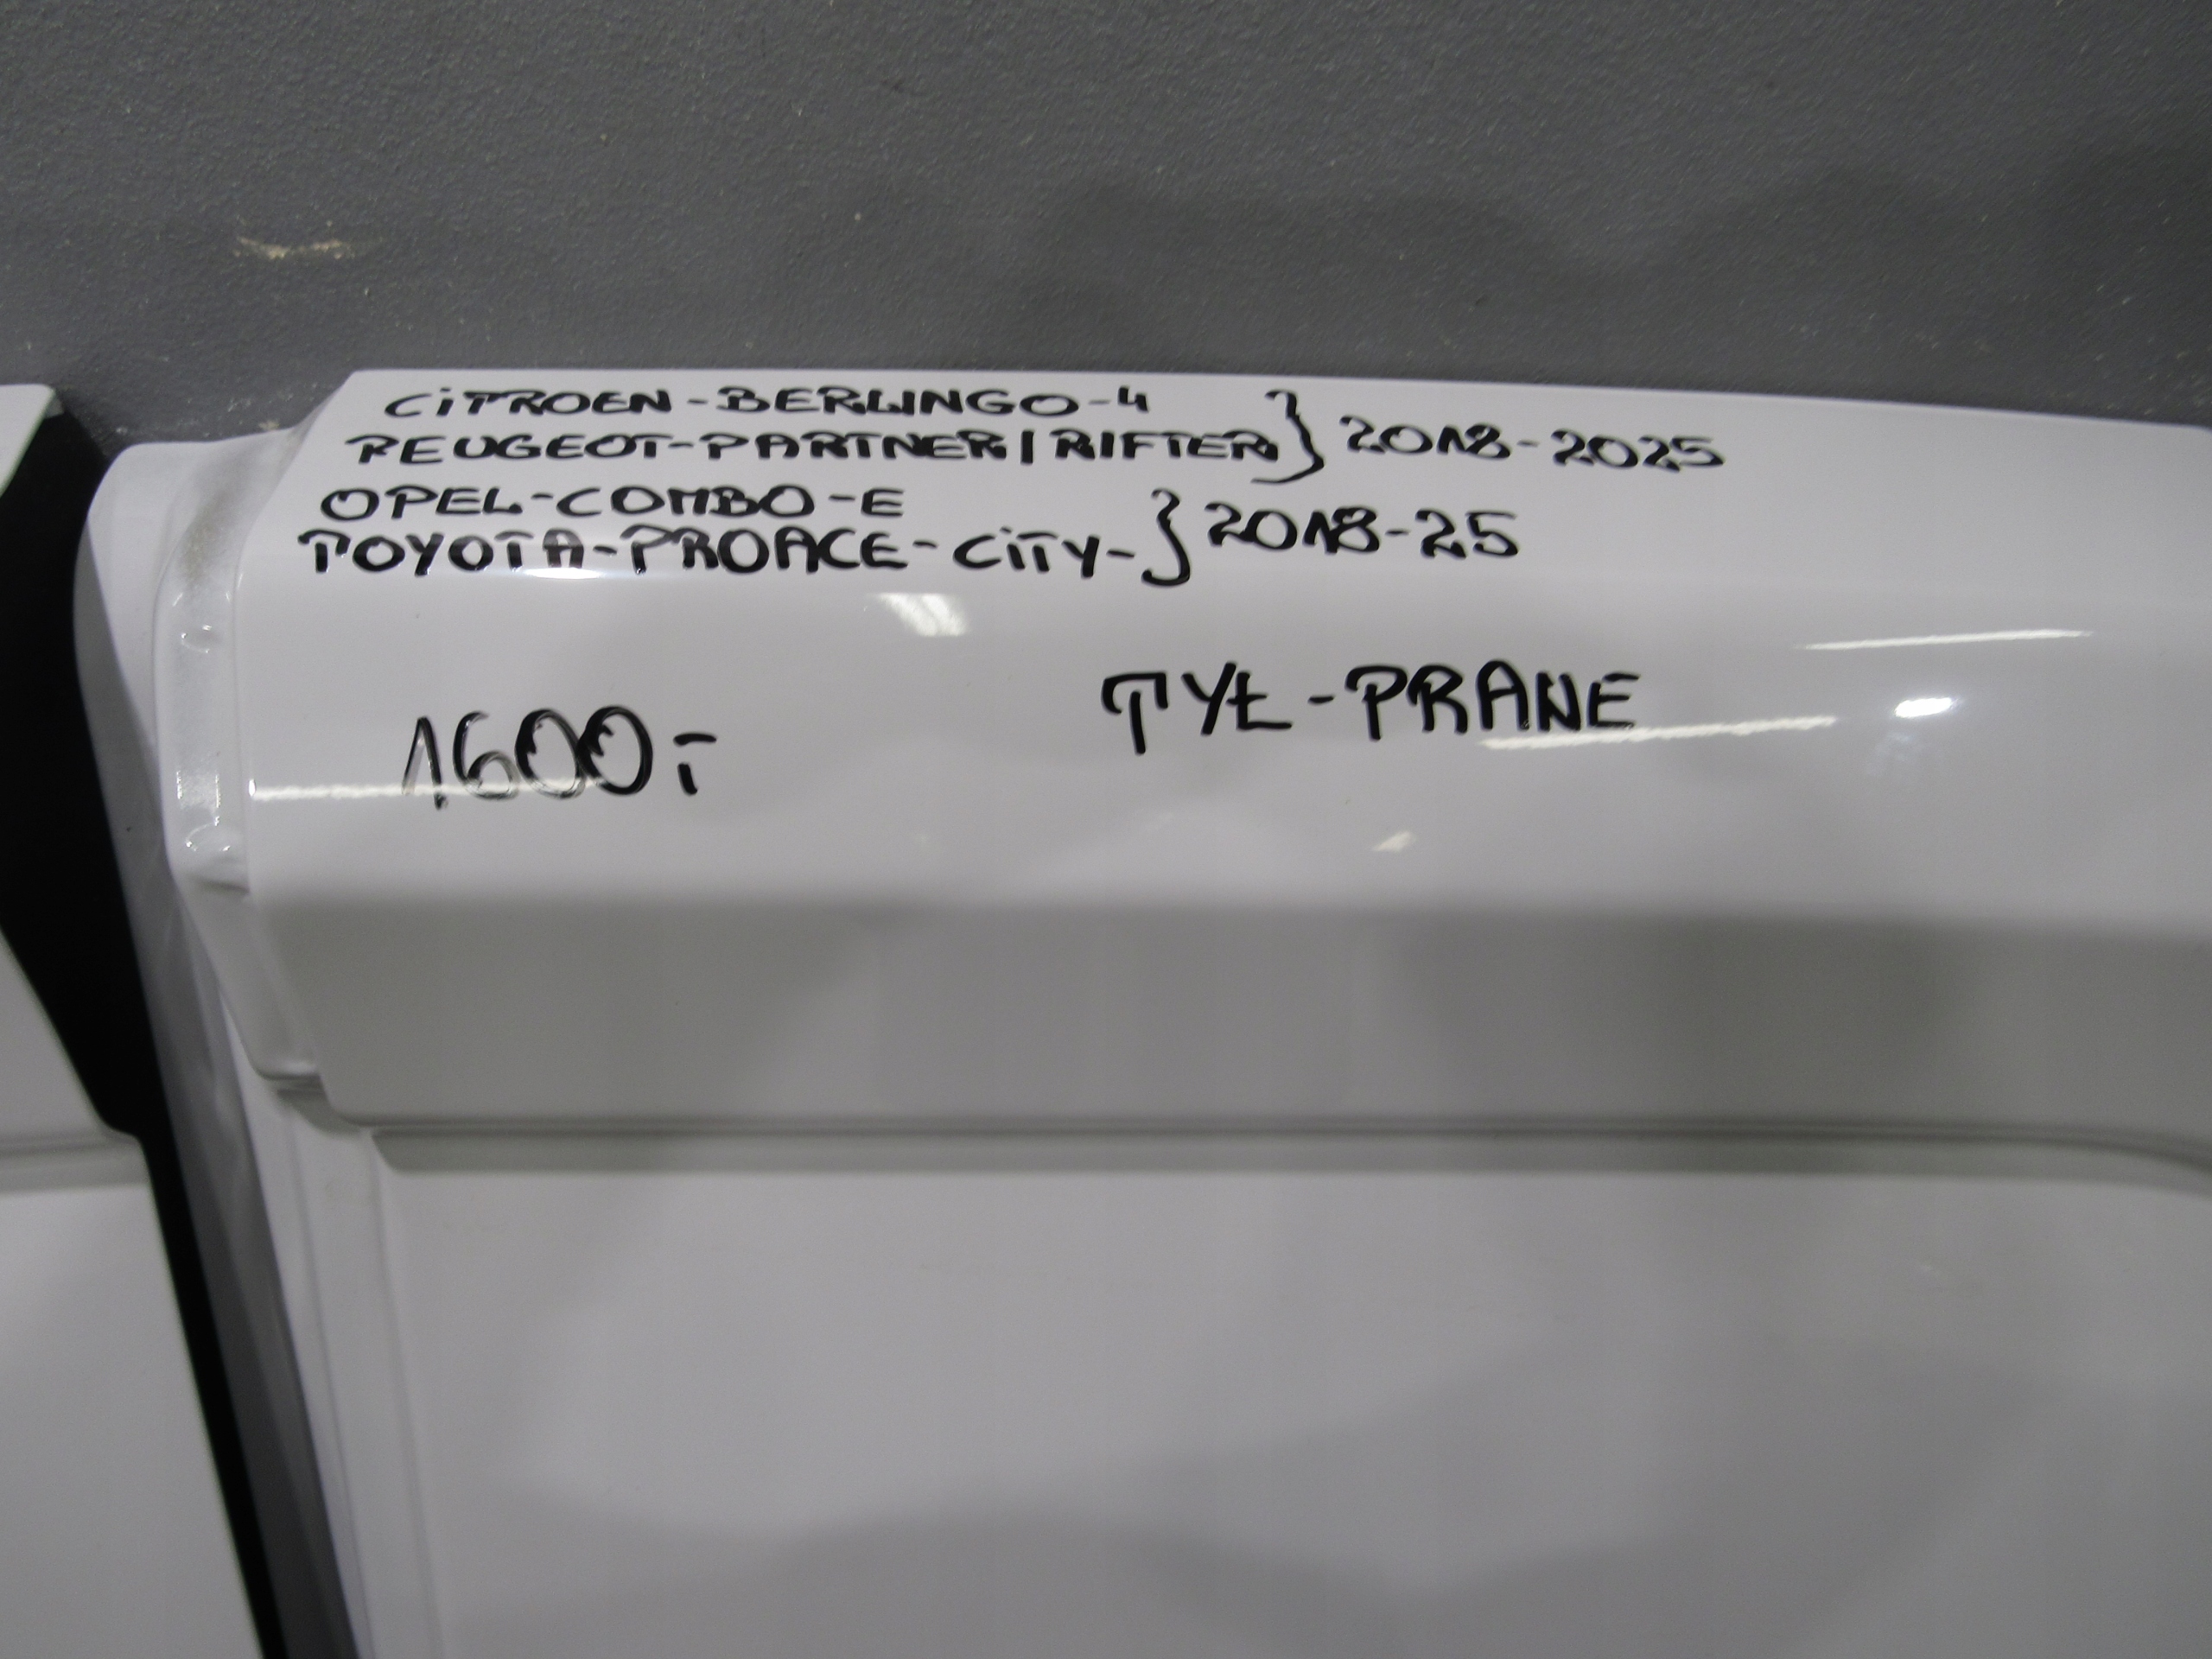 CiTROEN-BERLINGO-4
PEUGEOT-PARTNER/RIFTER } 2018-2025
OPEL-COMBO-E
TOYOTA-PROACE-CiTY- } 2018-25
TYŁ-PRANE
1600,-